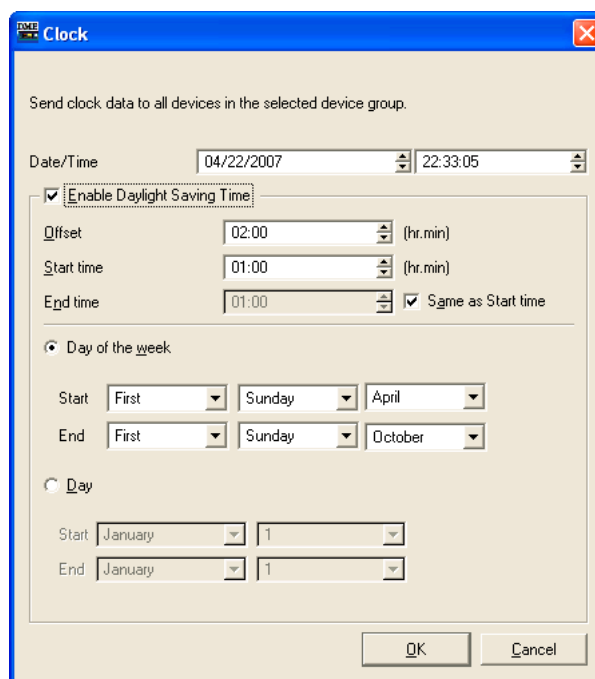 DME
Clock
Send clock data to all devices in the selected device group.
Date/Time 04/22/2007 22:33:05
Enable Daylight Saving Time
Offset 02:00 (hr.min)
Start time 01:00 (hr.min)
End time 01:00 Same as Start time
Day of the week
Start First Sunday April
End First Sunday October
Day
Start January 1
End January 1
OK Cancel